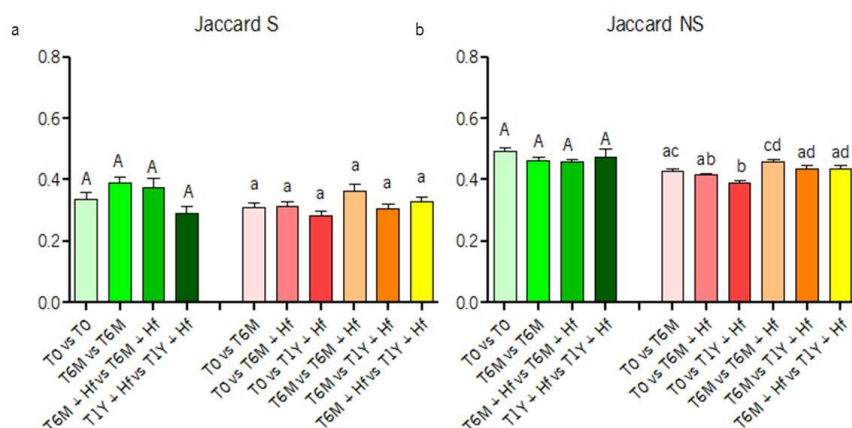 a
Jaccard S
0.8
0.6
0.4
0.2
0.0
A
A
A
A
a
a
a
a
a
a
T0 vs T0
T6M vs T6M
T6M + Hf vs T6M + Hf
T1Y + Hf vs T1Y + Hf
T0 vs T6M
T0 vs T6M + Hf
T0 vs T1Y + Hf
T6M vs T6M + Hf
T6M vs T1Y + Hf
T6M + Hf vs T1Y + Hf
b
Jaccard NS
0.8
0.6
0.4
0.2
0.0
A
A
A
A
ac
ab
b
cd
ad
ad
T0 vs T0
T6M vs T6M
T6M + Hf vs T6M + Hf
T1Y + Hf vs T1Y + Hf
T0 vs T6M
T0 vs T6M + Hf
T0 vs T1Y + Hf
T6M vs T6M + Hf
T6M vs T1Y + Hf
T6M + Hf vs T1Y + Hf